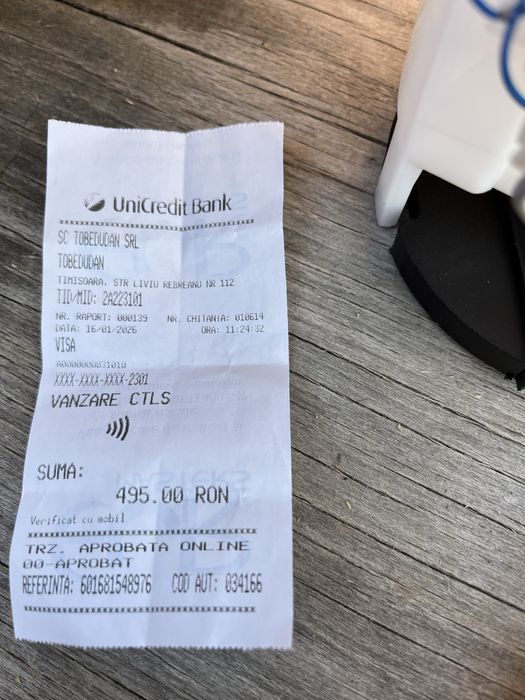 UniCredit Bank
SC TOBEDUDAN SRL
TOBEDUDAN
TIMISOARA, STR LIVIU REBREANU NR 112
TID/MID: 2A223101
NR. RAPORT: 000139 NR. CHITANTA: 010614
DATA: 16/01/2026 ORA: 11:24:32
VISA
A0000000031010
XXXX-XXXX-XXXX-2301
VANZARE CTLS
SUMA:
495.00 RON
Verificat cu mobil
TRZ. APROBATA ONLINE
00-APROBAT
REFERINTA: 601681548976 COD AUT: 034166